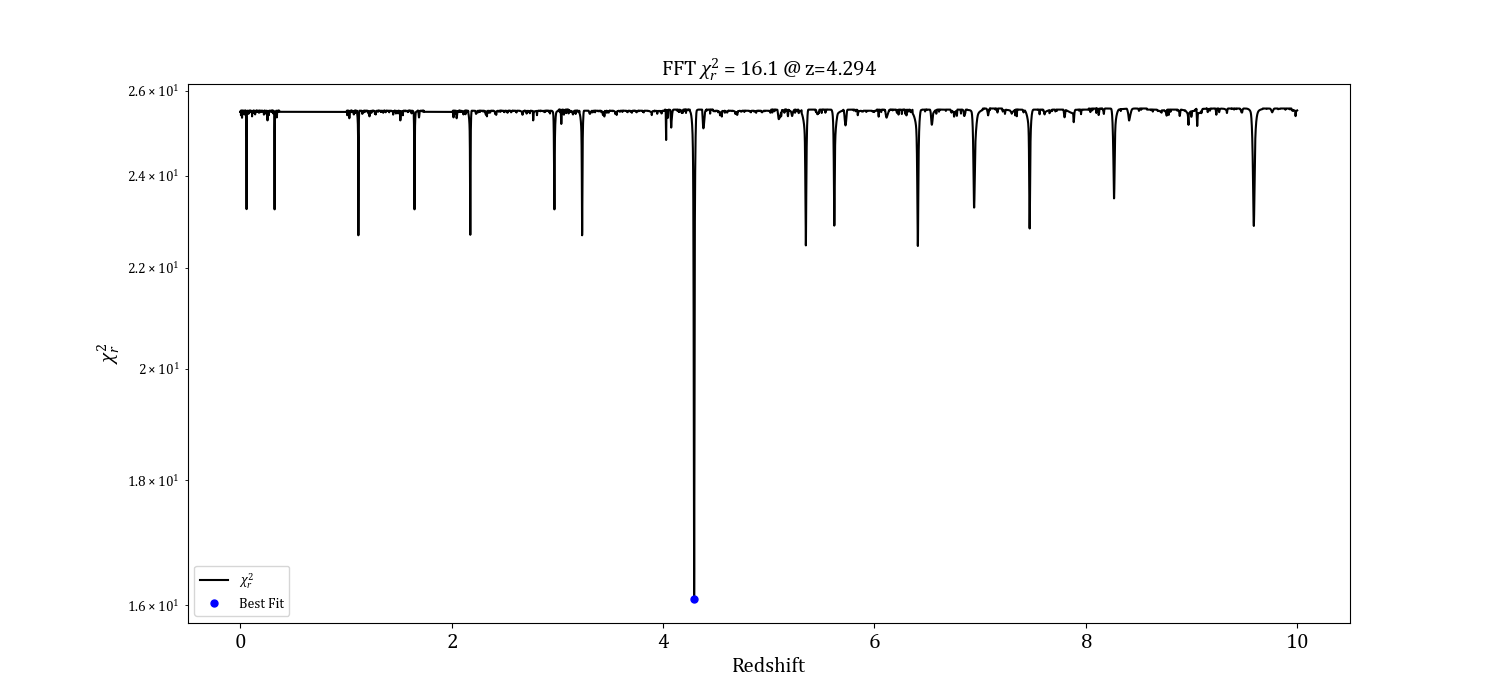 FFT χ²ᵣ = 16.1 @ z=4.294
2.6 × 10¹
2.4 × 10¹
2.2 × 10¹
2 × 10¹
1.8 × 10¹
1.6 × 10¹
χ²ᵣ
χ²ᵣ
Best Fit
0 2 4 6 8 10
Redshift